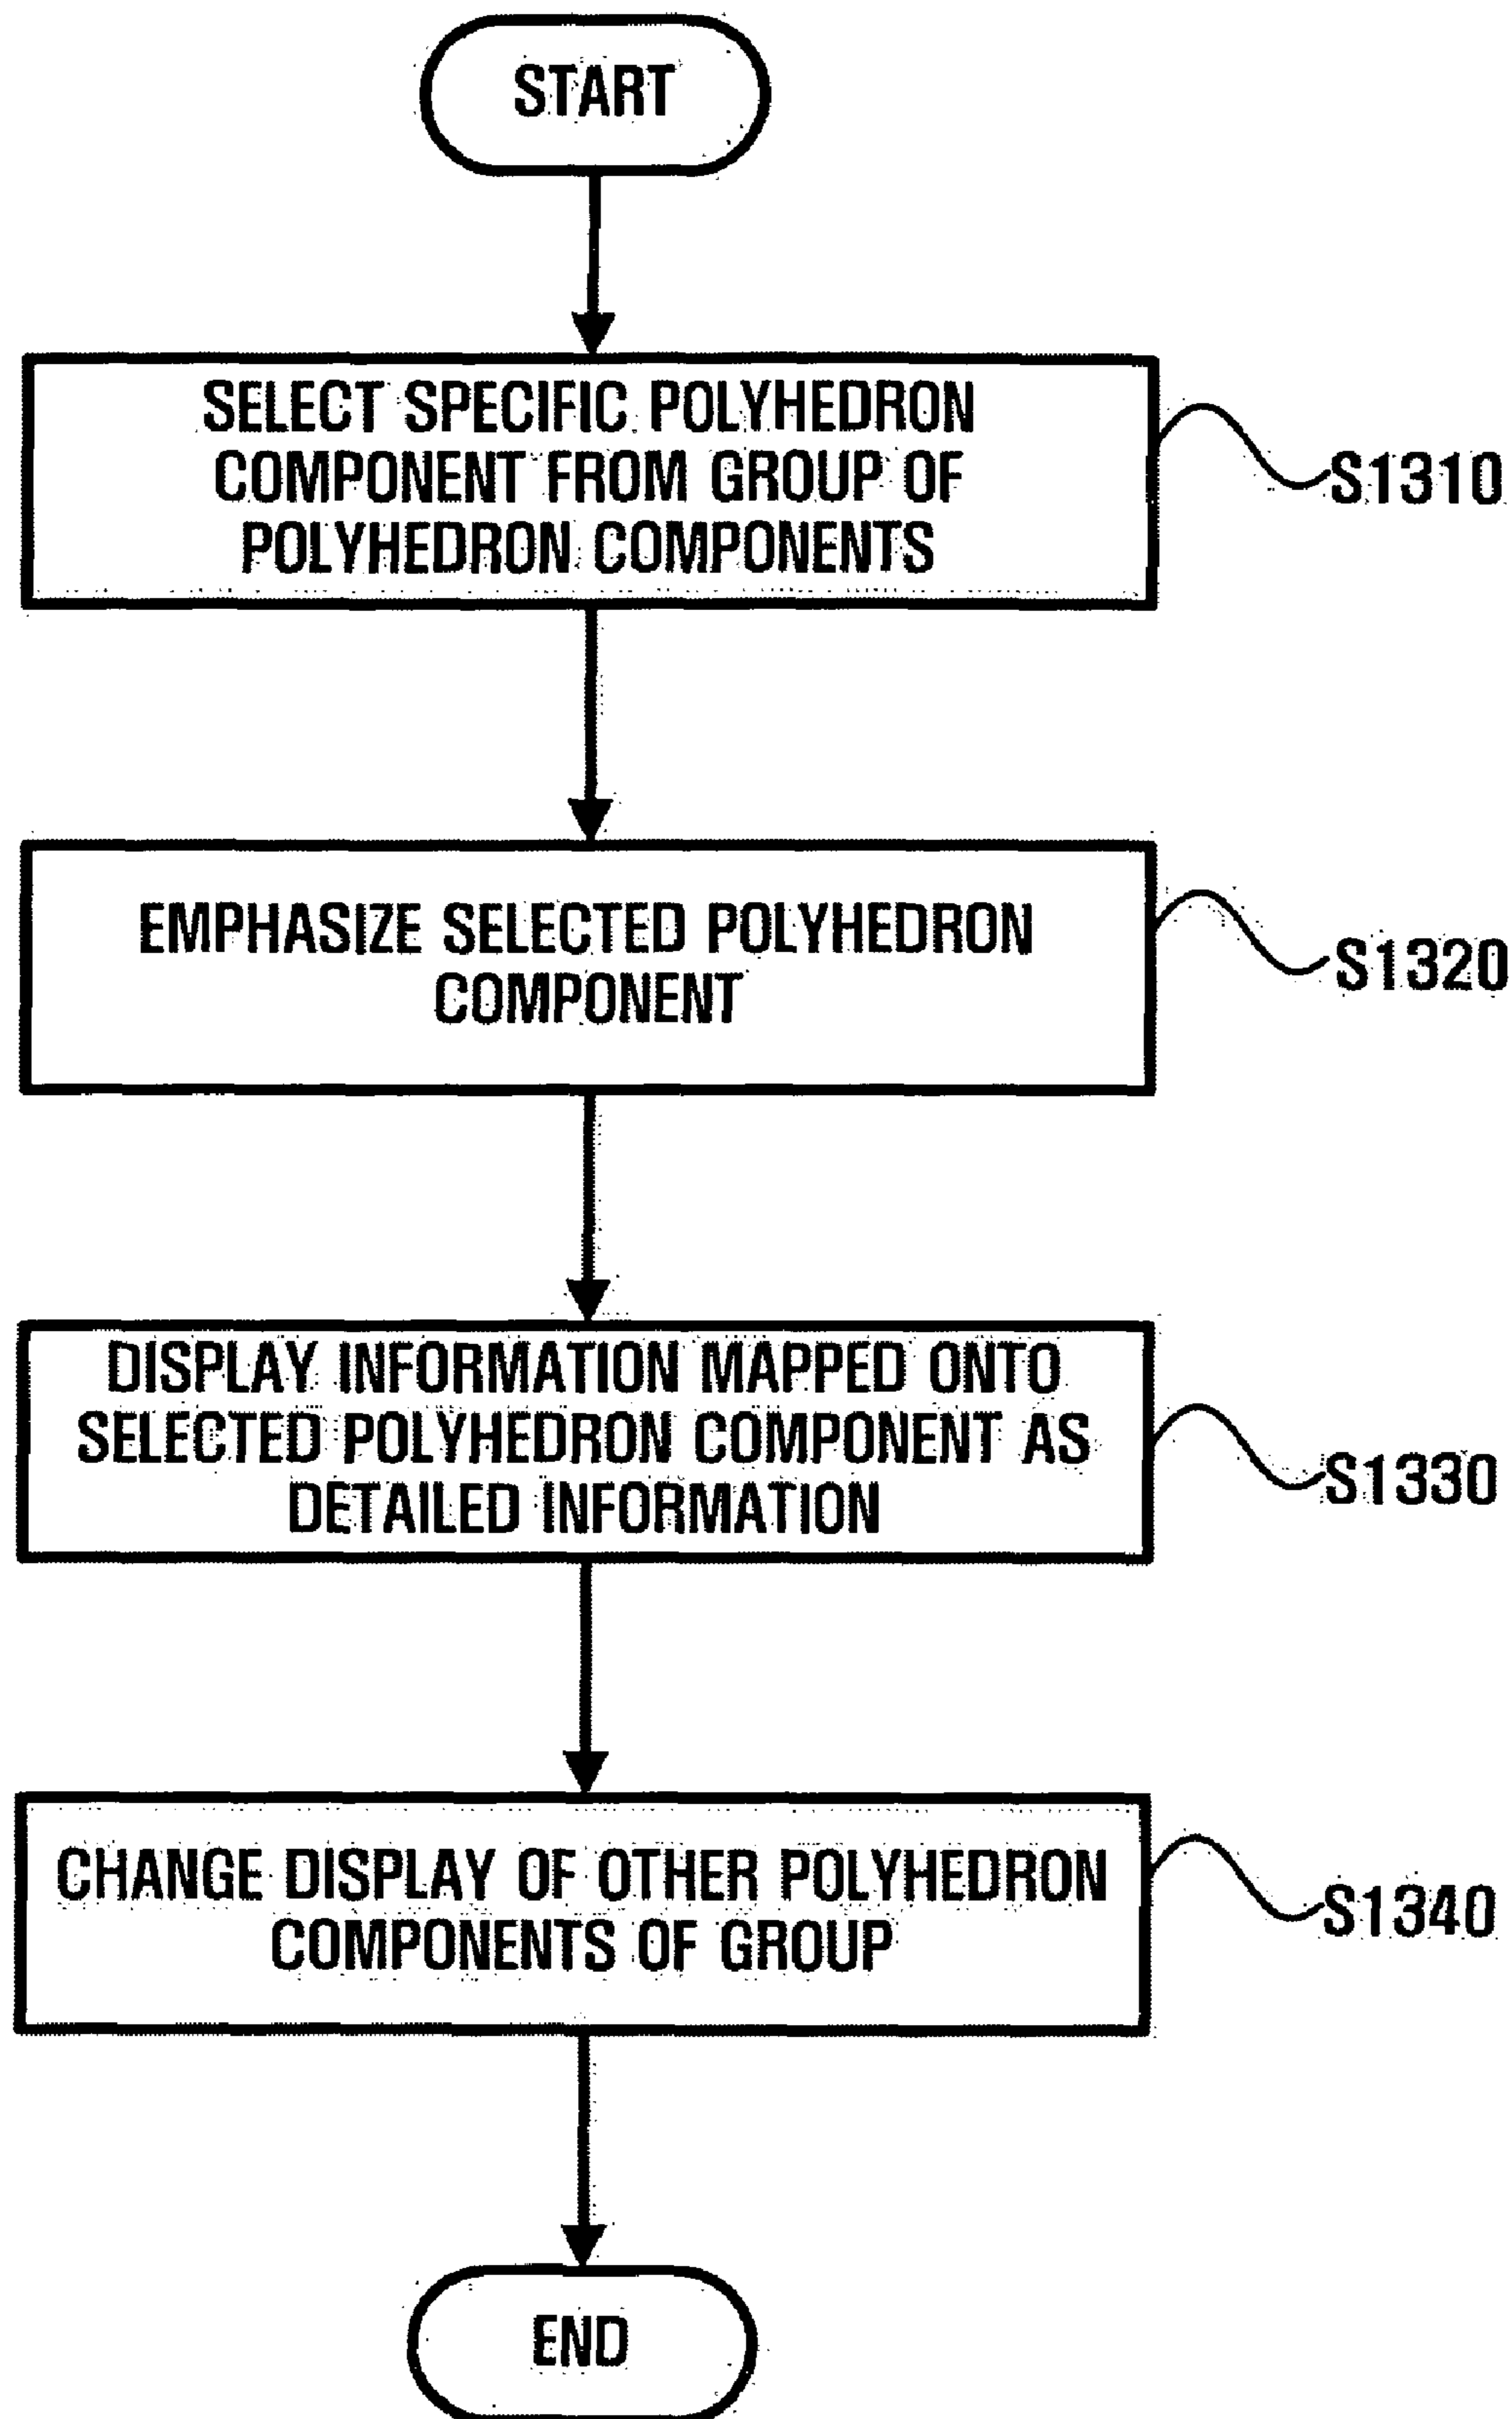 START
SELECT SPECIFIC POLYHEDRON
COMPONENT FROM GROUP OF
POLYHEDRON COMPONENTS
S1310
EMPHASIZE SELECTED POLYHEDRON
COMPONENT
S1320
DISPLAY INFORMATION MAPPED ONTO
SELECTED POLYHEDRON COMPONENT AS
DETAILED INFORMATION
S1330
CHANGE DISPLAY OF OTHER POLYHEDRON
COMPONENTS OF GROUP
S1340
END